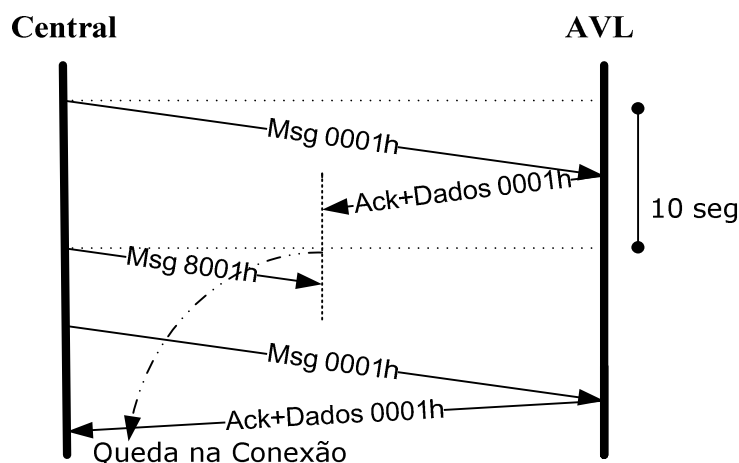 Central
AVL
Msg 0001h
Ack+Dados 0001h
10 seg
Msg 8001h
Msg 0001h
Ack+Dados 0001h
Queda na Conexão